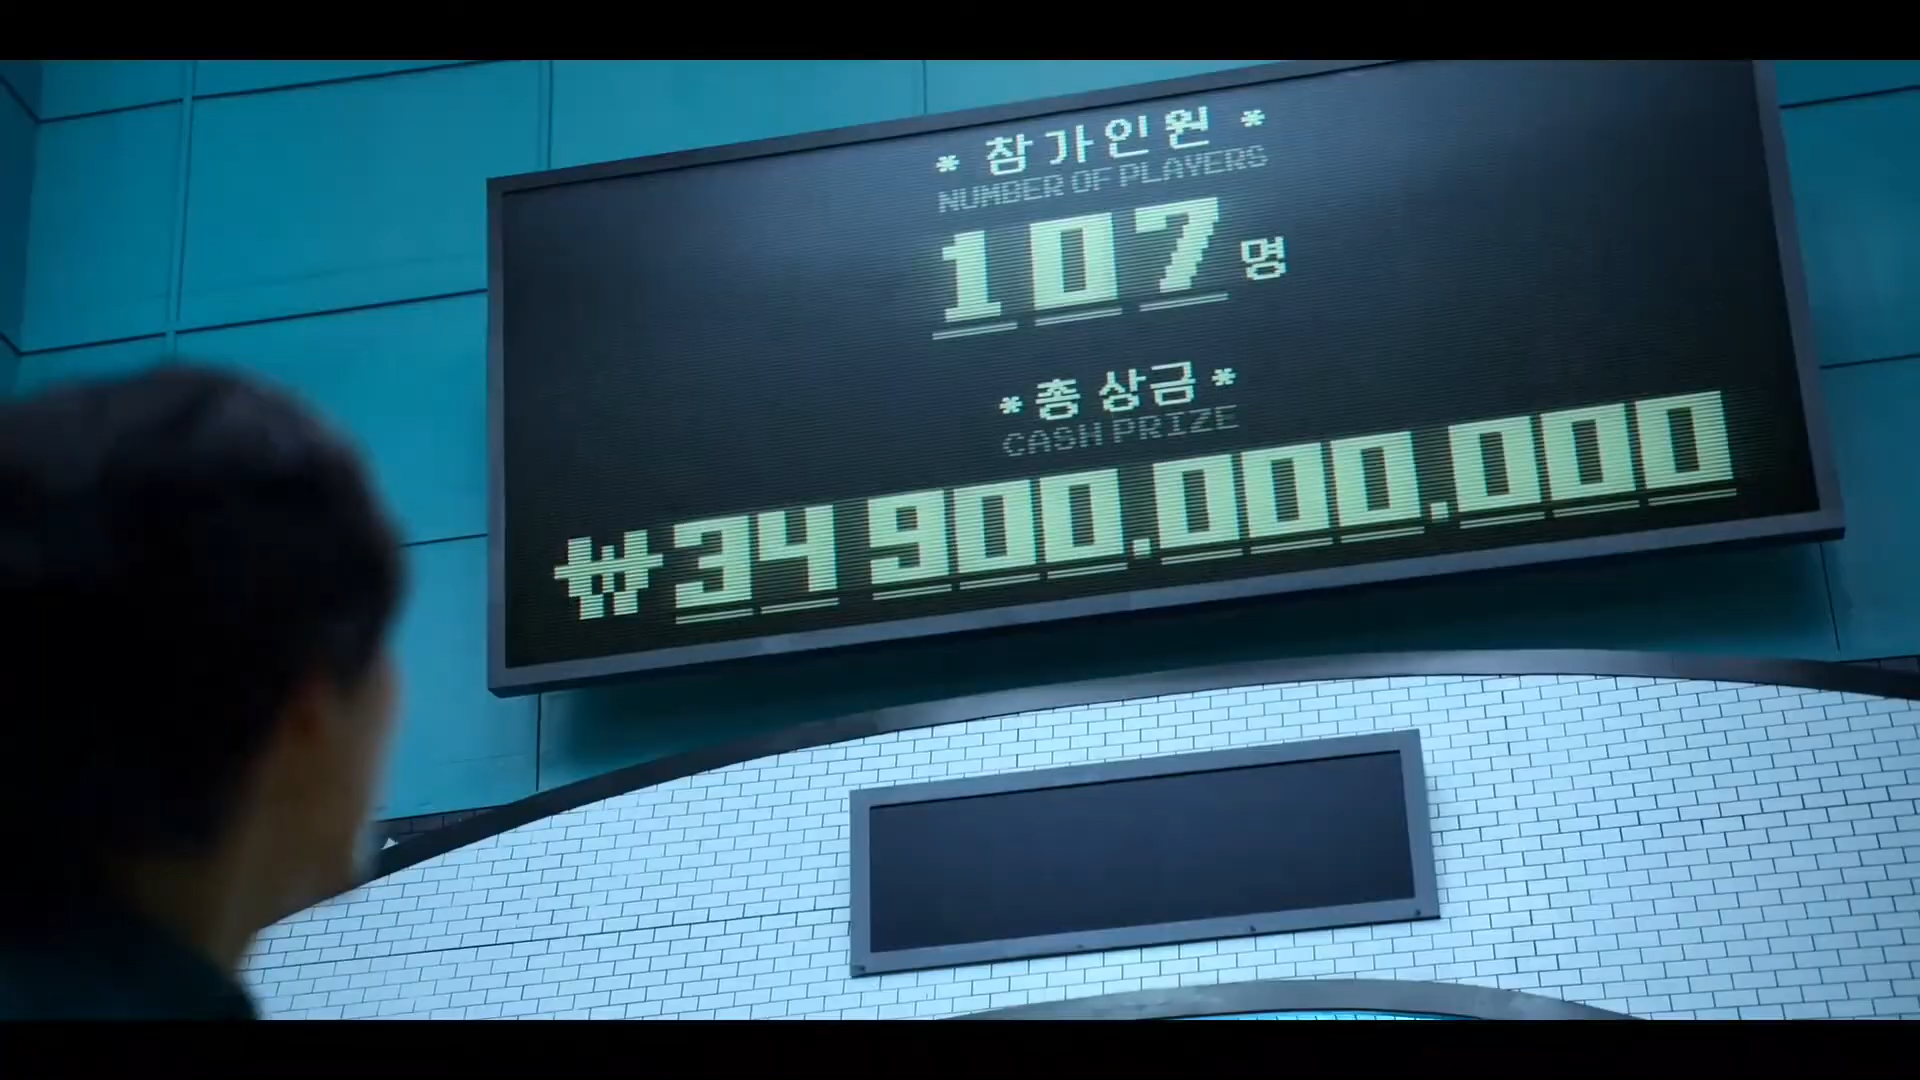 * 참가인원 *
NUMBER OF PLAYERS
107 명
* 총 상금 *
CASH PRIZE
₩34 900.000.000